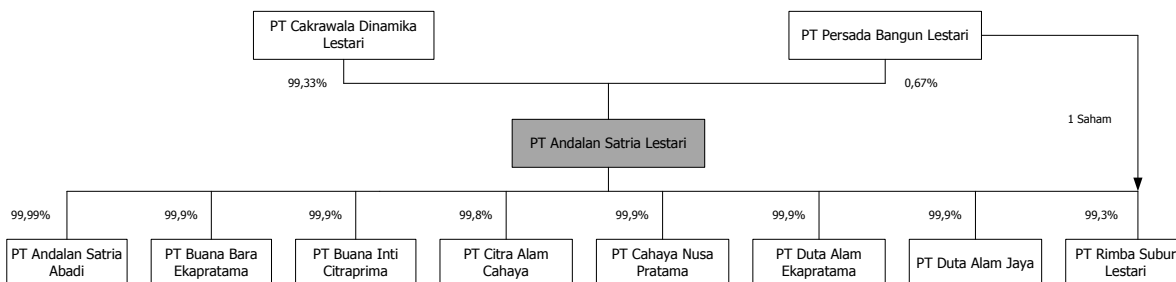 PT Cakrawala Dinamika
Lestari
PT Persada Bangun Lestari
99,33%
0,67%
1 Saham
PT Andalan Satria Lestari
99,99%
99,9%
99,9%
99,8%
99,9%
99,9%
99,9%
99,3%
PT Andalan Satria
Abadi
PT Buana Bara
Ekapratama
PT Buana Inti
Citraprima
PT Citra Alam
Cahaya
PT Cahaya Nusa
Pratama
PT Duta Alam
Ekapratama
PT Duta Alam Jaya
PT Rimba Subur
Lestari